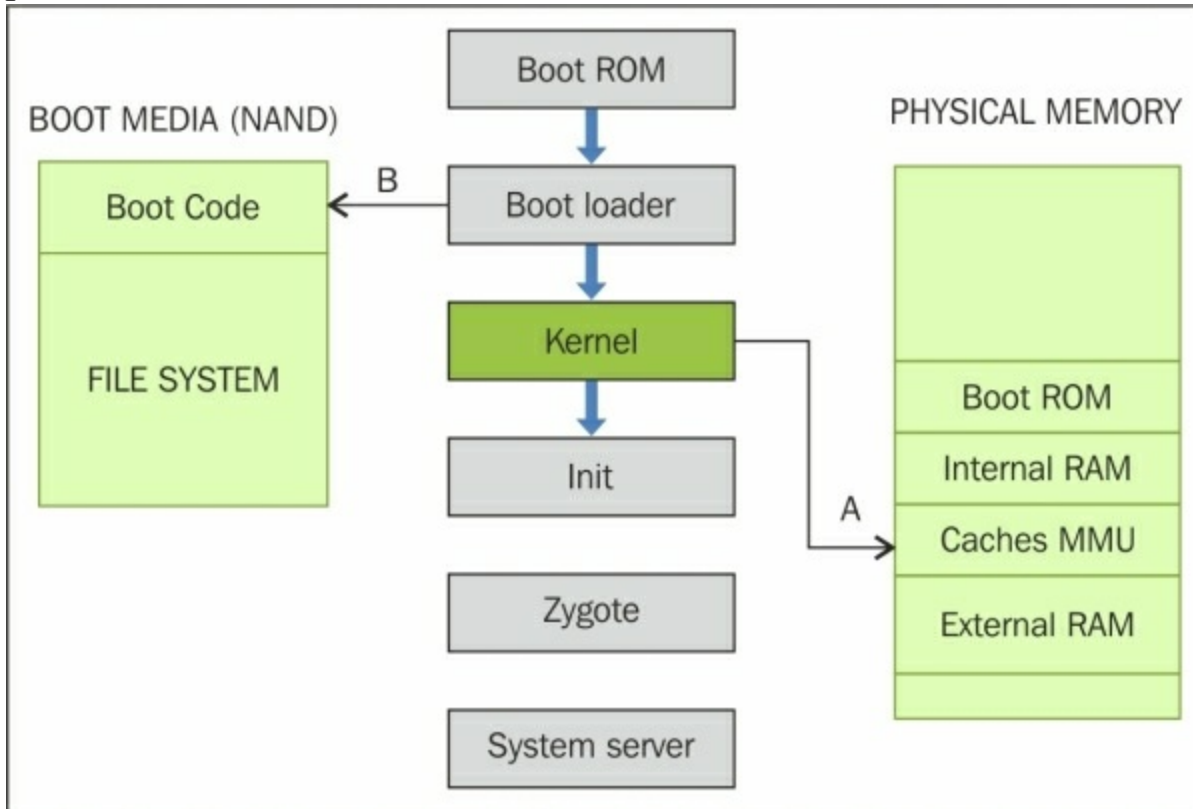 Boot ROM
BOOT MEDIA (NAND)
PHYSICAL MEMORY
Boot Code
B
Boot loader
Kernel
FILE SYSTEM
Boot ROM
Init
Internal RAM
A
Caches MMU
Zygote
External RAM
System server